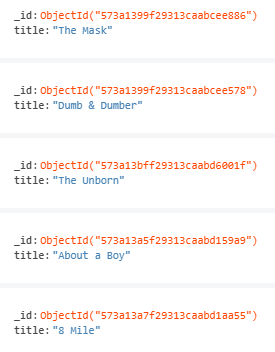 _id: ObjectId("573a1399f29313caabcee886")
title: "The Mask"
_id: ObjectId("573a1399f29313caabcee578")
title: "Dumb & Dumber"
_id: ObjectId("573a13bff29313caabd6001f")
title: "The Unborn"
_id: ObjectId("573a13a5f29313caabd159a9")
title: "About a Boy"
_id: ObjectId("573a13a7f29313caabd1aa55")
title: "8 Mile"